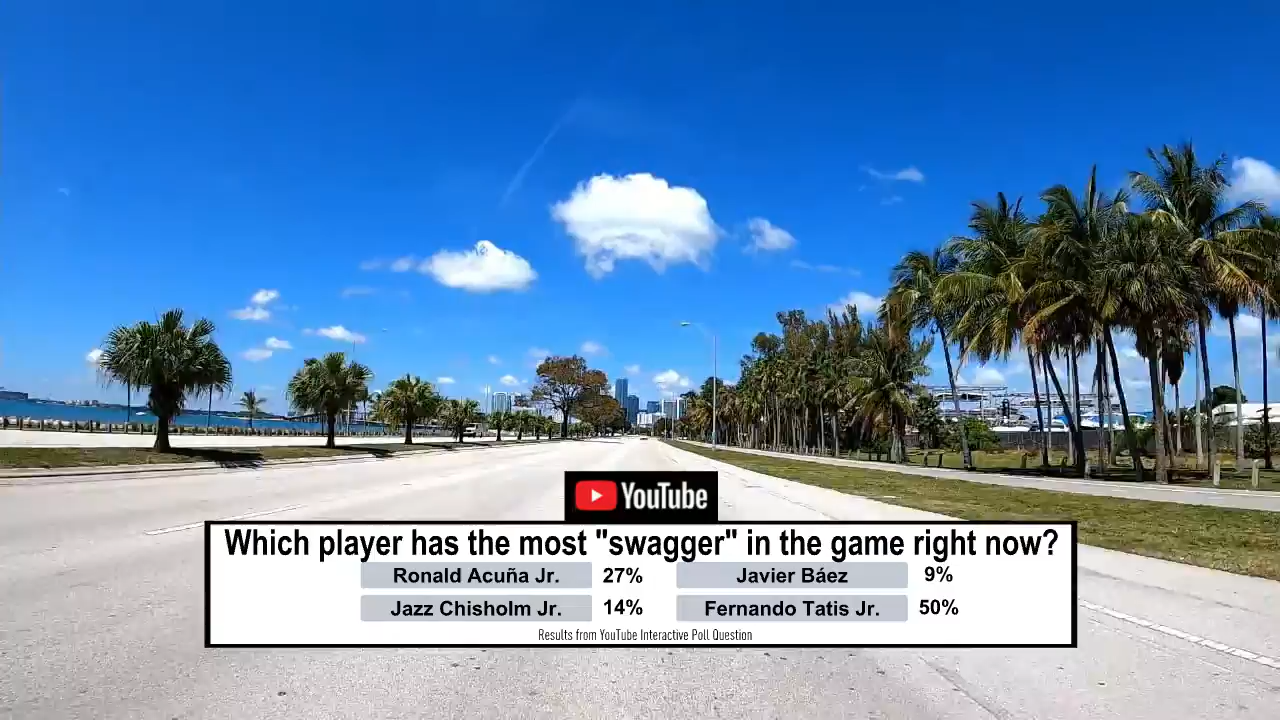 YouTube
Which player has the most "swagger" in the game right now?
Ronald Acuña Jr. 27% Javier Báez 9%
Jazz Chisholm Jr. 14% Fernando Tatis Jr. 50%
Results from YouTube Interactive Poll Question